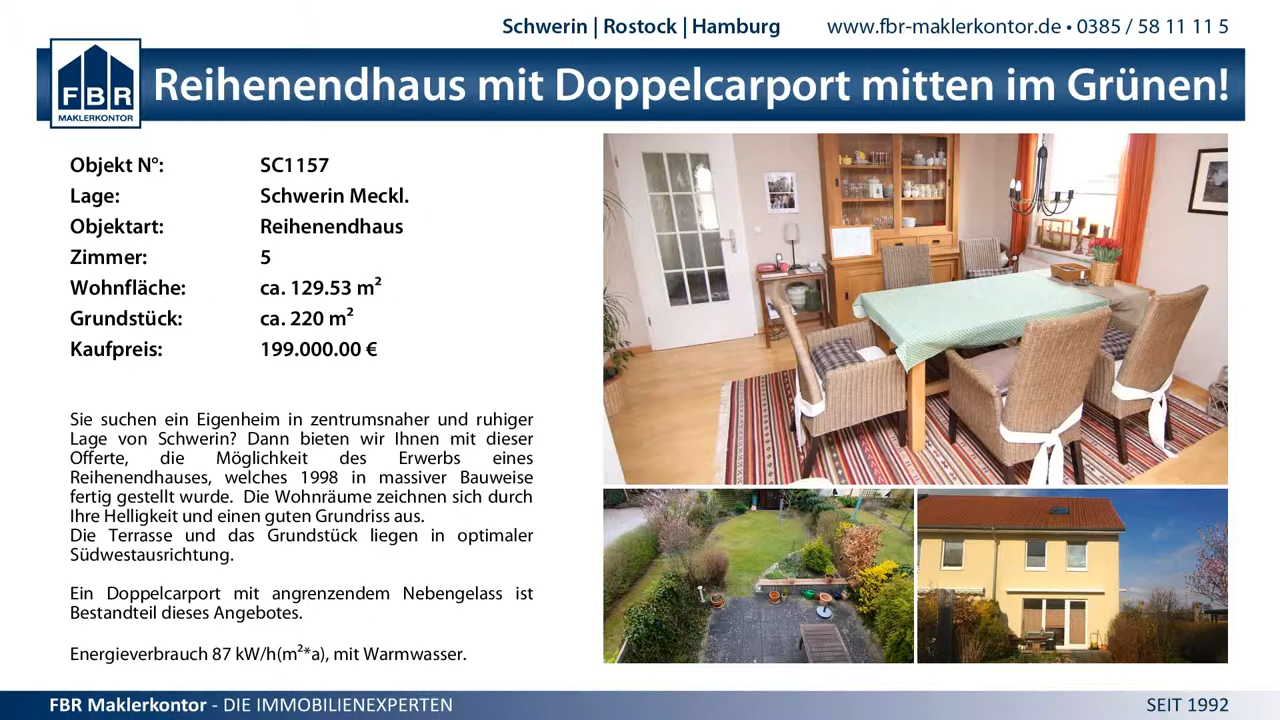 Schwerin | Rostock | Hamburg www.fbr-maklerkontor.de • 0385 / 58 11 11 5
FBR
MAKLERKONTOR
Reihenendhaus mit Doppelcarport mitten im Grünen!
Objekt N°: SC1157
Lage: Schwerin Meckl.
Objektart: Reihenendhaus
Zimmer: 5
Wohnfläche: ca. 129.53 m²
Grundstück: ca. 220 m²
Kaufpreis: 199.000.00 €
Sie suchen ein Eigenheim in zentrumsnaher und ruhiger
Lage von Schwerin? Dann bieten wir Ihnen mit dieser
Offerte, die Möglichkeit des Erwerbs eines
Reihenendhauses, welches 1998 in massiver Bauweise
fertig gestellt wurde. Die Wohnräume zeichnen sich durch
Ihre Helligkeit und einen guten Grundriss aus.
Die Terrasse und das Grundstück liegen in optimaler
Südwestausrichtung.
Ein Doppelcarport mit angrenzendem Nebengelass ist
Bestandteil dieses Angebotes.
Energieverbrauch 87 kW/h(m²*a), mit Warmwasser.
FBR Maklerkontor - DIE IMMOBILIENEXPERTEN SEIT 1992